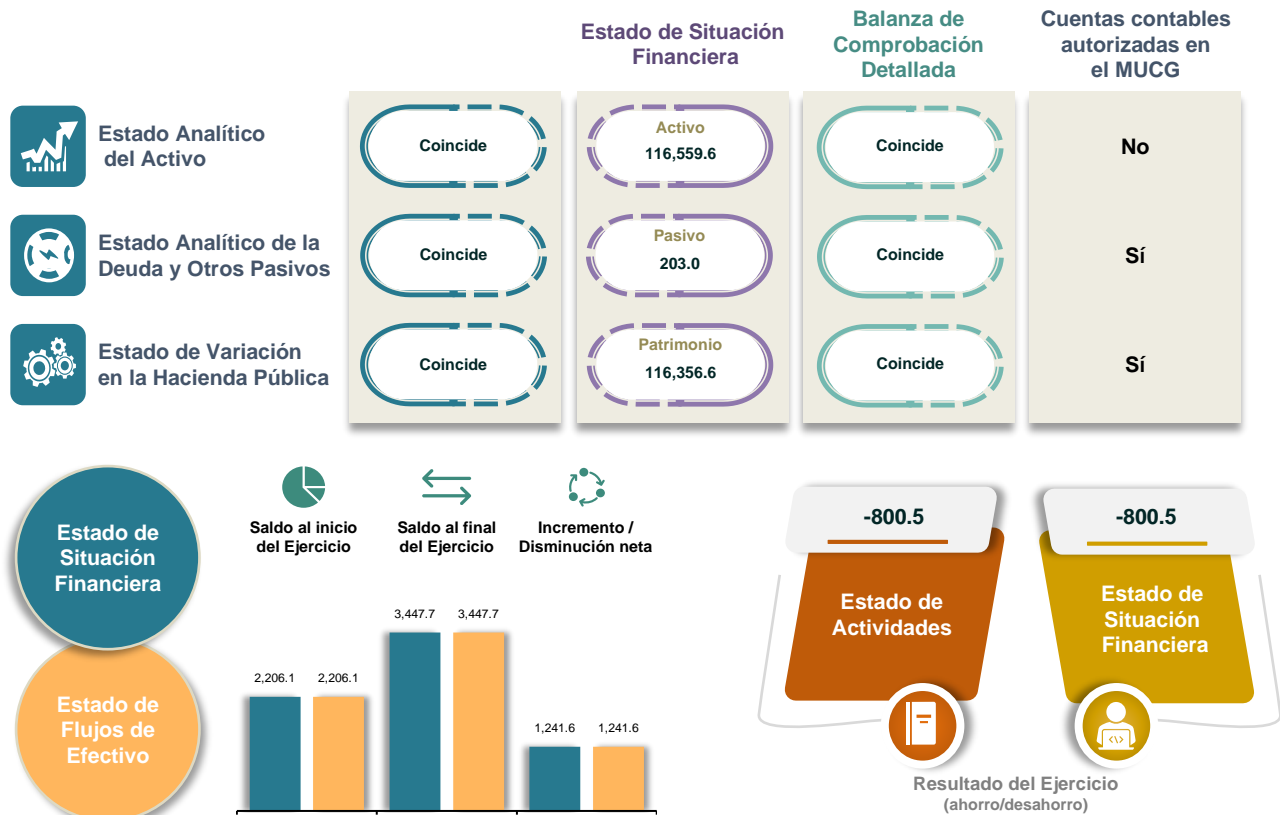 Estado de Situación
Financiera
Balanza de
Comprobación
Detallada
Cuentas contables
autorizadas en
el MUCG
Estado Analítico
del Activo
Coincide
Activo
116,559.6
Coincide
No
Estado Analítico de la
Deuda y Otros Pasivos
Coincide
Pasivo
203.0
Coincide
Sí
Estado de Variación
en la Hacienda Pública
Coincide
Patrimonio
116,356.6
Coincide
Sí
Estado de
Situación
Financiera
Estado de
Flujos de
Efectivo
Saldo al inicio
del Ejercicio
Saldo al final
del Ejercicio
Incremento /
Disminución neta
2,206.1
2,206.1
3,447.7
3,447.7
1,241.6
1,241.6
-800.5
Estado de
Actividades
-800.5
Estado de
Situación
Financiera
Resultado del Ejercicio
(ahorro/desahorro)